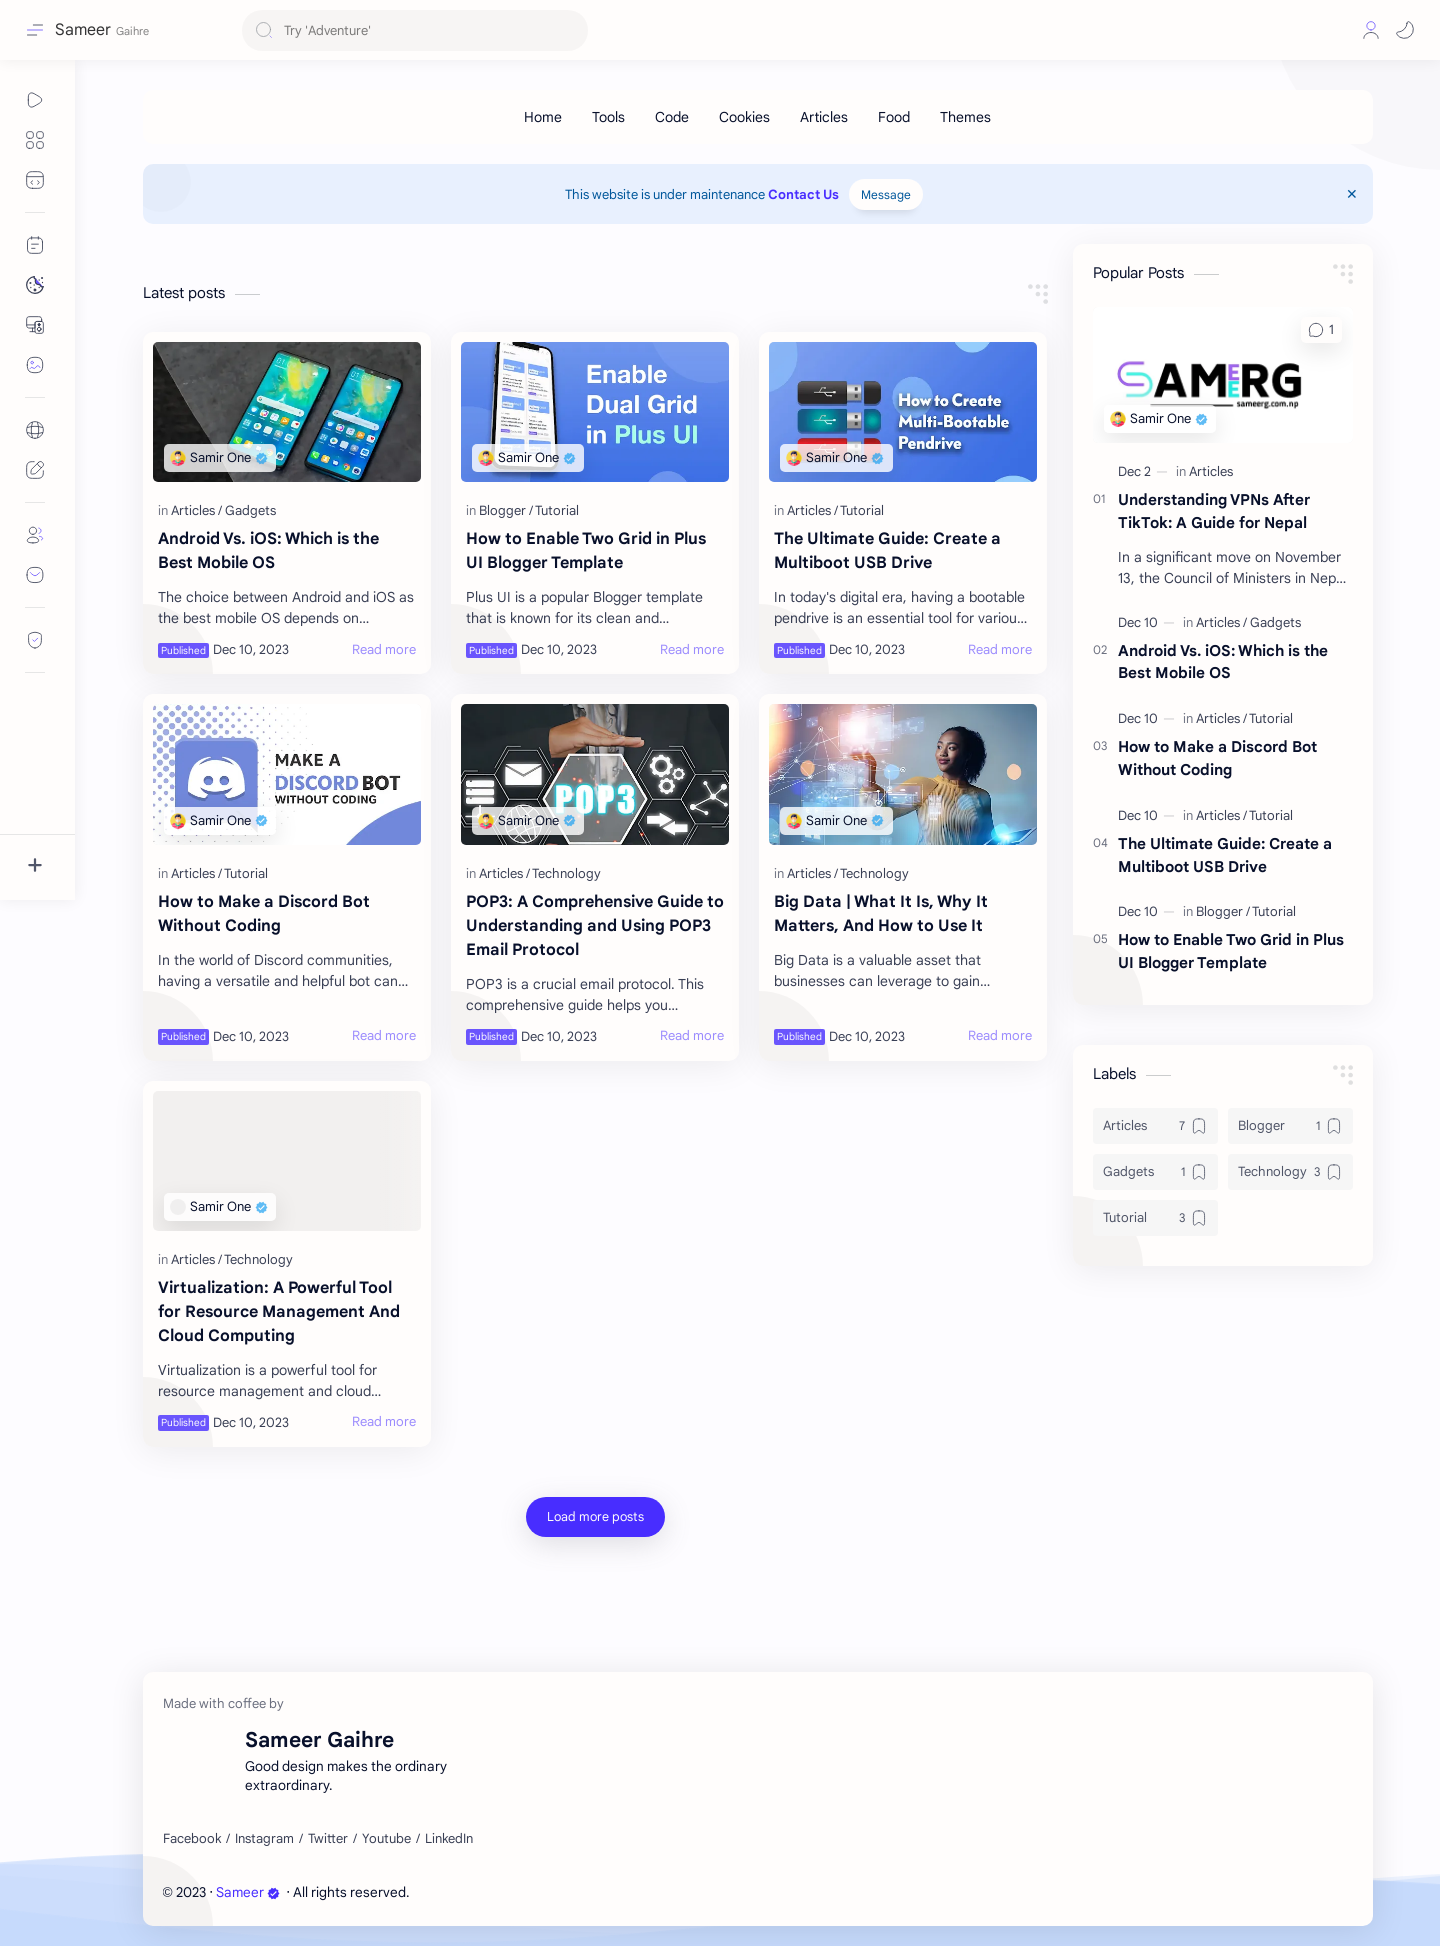 Sameer Gaihre
Try 'Adventure'
Home Tools Code Cookies Articles Food Themes
This website is under maintenance Contact Us Message ✕
Latest posts
Samir One
in Articles / Gadgets
Android Vs. iOS: Which is the
Best Mobile OS
The choice between Android and iOS as
the best mobile OS depends on...
Published Dec 10, 2023 Read more
Enable
Dual Grid
in Plus UI
Samir One
in Blogger / Tutorial
How to Enable Two Grid in Plus
UI Blogger Template
Plus UI is a popular Blogger template
that is known for its clean and...
Published Dec 10, 2023 Read more
How to Create
Multi-Bootable
Pendrive
Samir One
in Articles / Tutorial
The Ultimate Guide: Create a
Multiboot USB Drive
In today's digital era, having a bootable
pendrive is an essential tool for variou...
Published Dec 10, 2023 Read more
MAKE A
DISCORD BOT
WITHOUT CODING
Samir One
in Articles / Tutorial
How to Make a Discord Bot
Without Coding
In the world of Discord communities,
having a versatile and helpful bot can...
Published Dec 10, 2023 Read more
POP3
Samir One
in Articles / Technology
POP3: A Comprehensive Guide to
Understanding and Using POP3
Email Protocol
POP3 is a crucial email protocol. This
comprehensive guide helps you...
Published Dec 10, 2023 Read more
Samir One
in Articles / Technology
Big Data | What It Is, Why It
Matters, And How to Use It
Big Data is a valuable asset that
businesses can leverage to gain...
Published Dec 10, 2023 Read more
Samir One
in Articles / Technology
Virtualization: A Powerful Tool
for Resource Management And
Cloud Computing
Virtualization is a powerful tool for
resource management and cloud...
Published Dec 10, 2023 Read more
Load more posts
Popular Posts
1
SAMEERG
sameerg.com.np
Samir One
Dec 2 — in Articles
01 Understanding VPNs After
TikTok: A Guide for Nepal
In a significant move on November
13, the Council of Ministers in Nep...
Dec 10 — in Articles / Gadgets
02 Android Vs. iOS: Which is the
Best Mobile OS
Dec 10 — in Articles / Tutorial
03 How to Make a Discord Bot
Without Coding
Dec 10 — in Articles / Tutorial
04 The Ultimate Guide: Create a
Multiboot USB Drive
Dec 10 — in Blogger / Tutorial
05 How to Enable Two Grid in Plus
UI Blogger Template
Labels
Articles 7 Blogger 1
Gadgets 1 Technology 3
Tutorial 3
Made with coffee by
Sameer Gaihre
Good design makes the ordinary
extraordinary.
Facebook / Instagram / Twitter / Youtube / LinkedIn
© 2023 · Sameer · All rights reserved.